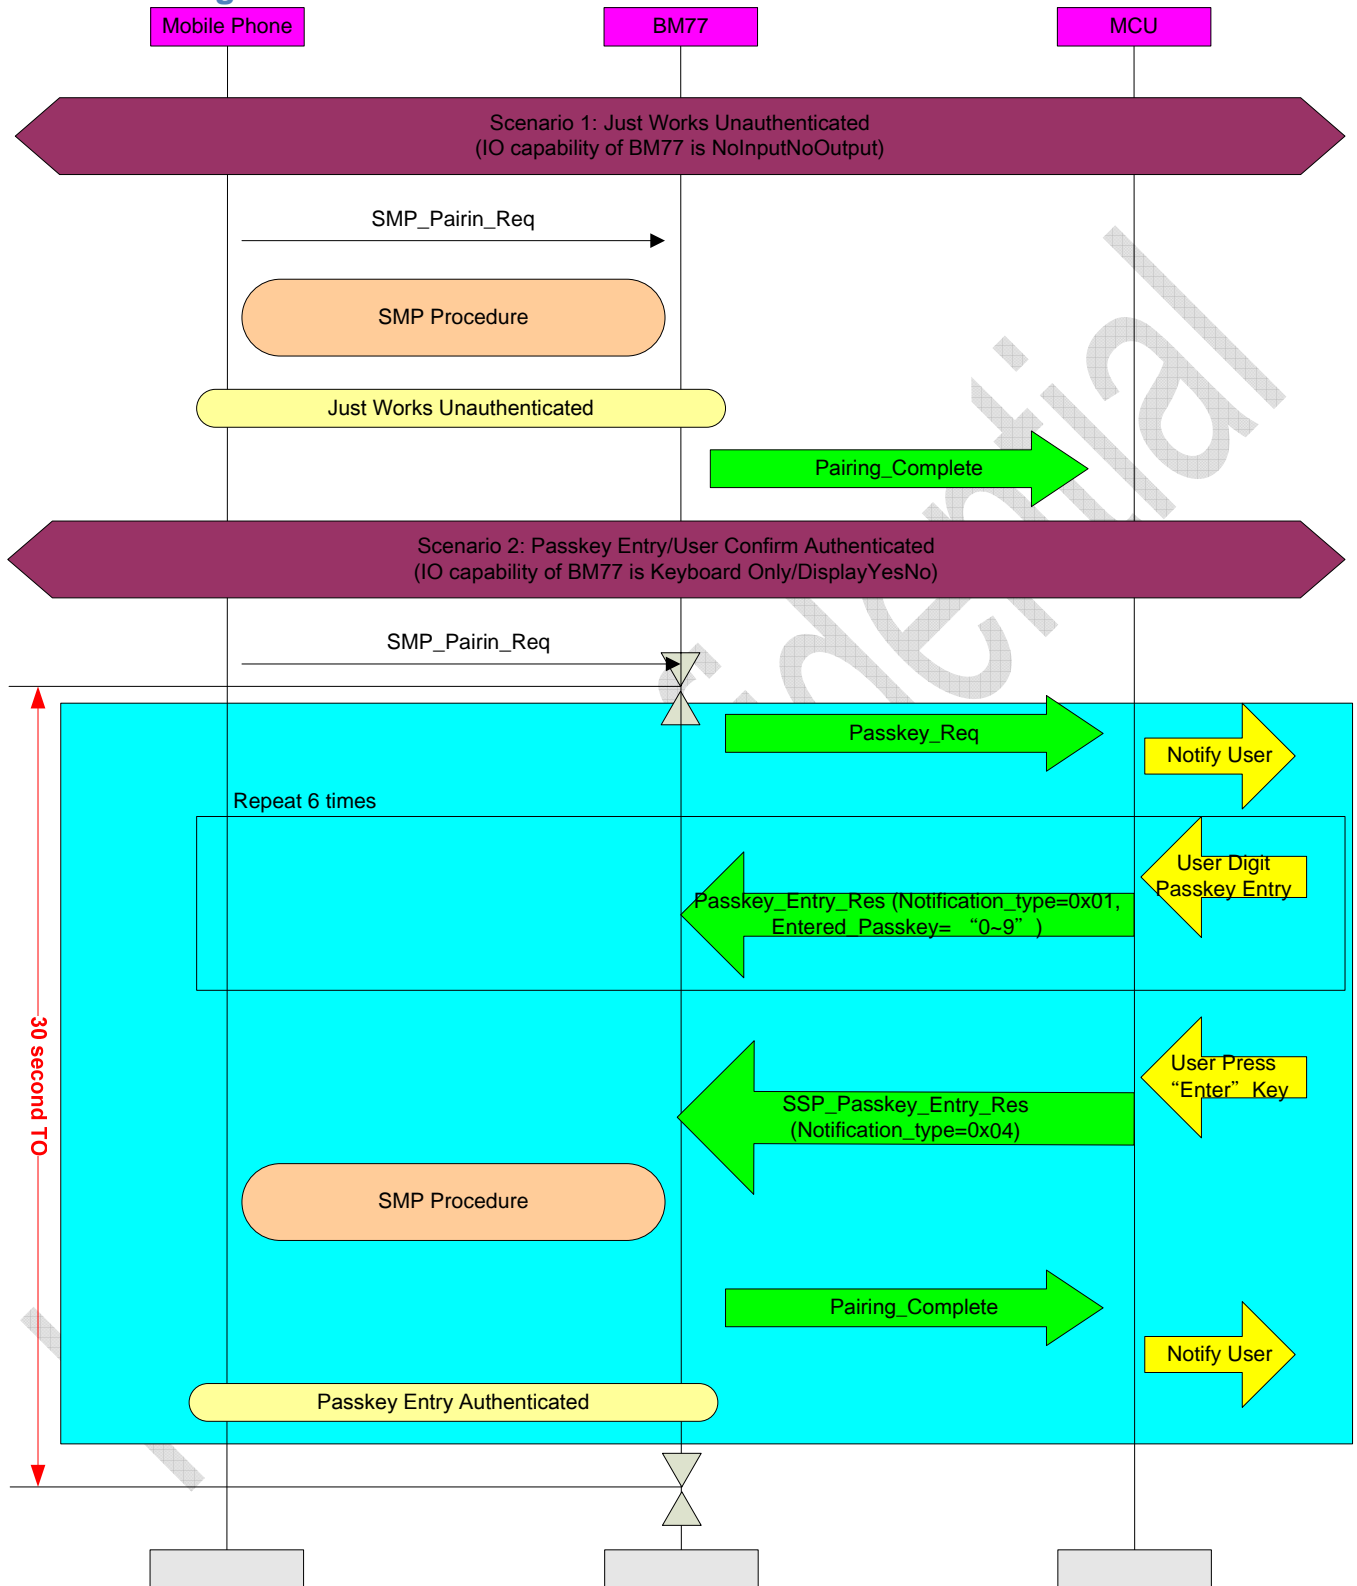 Mobile Phone
BM77
MCU
Scenario 1: Just Works Unauthenticated
(IO capability of BM77 is NoInputNoOutput)
SMP_Pairin_Req
SMP Procedure
Just Works Unauthenticated
Pairing_Complete
Scenario 2: Passkey Entry/User Confirm Authenticated
(IO capability of BM77 is Keyboard Only/DisplayYesNo)
SMP_Pairin_Req
Passkey_Req
Notify User
Repeat 6 times
User Digit
Passkey Entry
Passkey_Entry_Res (Notification_type=0x01,
Entered_Passkey= “0~9” )
30 second TO
User Press
“Enter” Key
SSP_Passkey_Entry_Res
(Notification_type=0x04)
SMP Procedure
Pairing_Complete
Notify User
Passkey Entry Authenticated